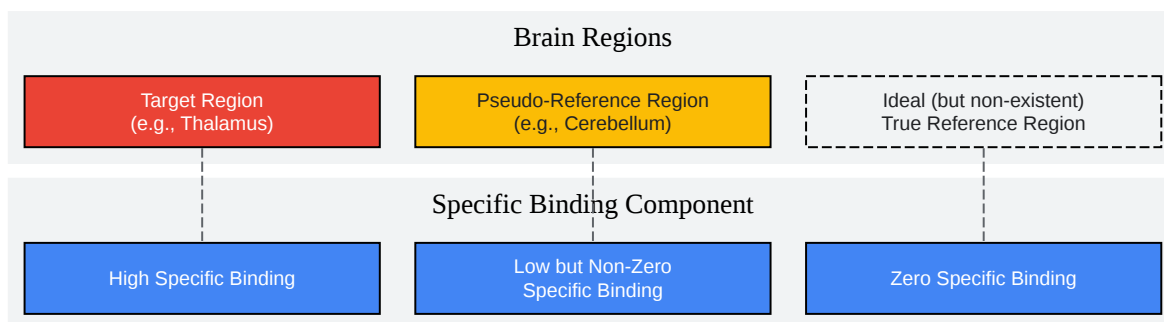 Brain Regions
Target Region
(e.g., Thalamus)
Pseudo-Reference Region
(e.g., Cerebellum)
Ideal (but non-existent)
True Reference Region
Specific Binding Component
High Specific Binding
Low but Non-Zero
Specific Binding
Zero Specific Binding